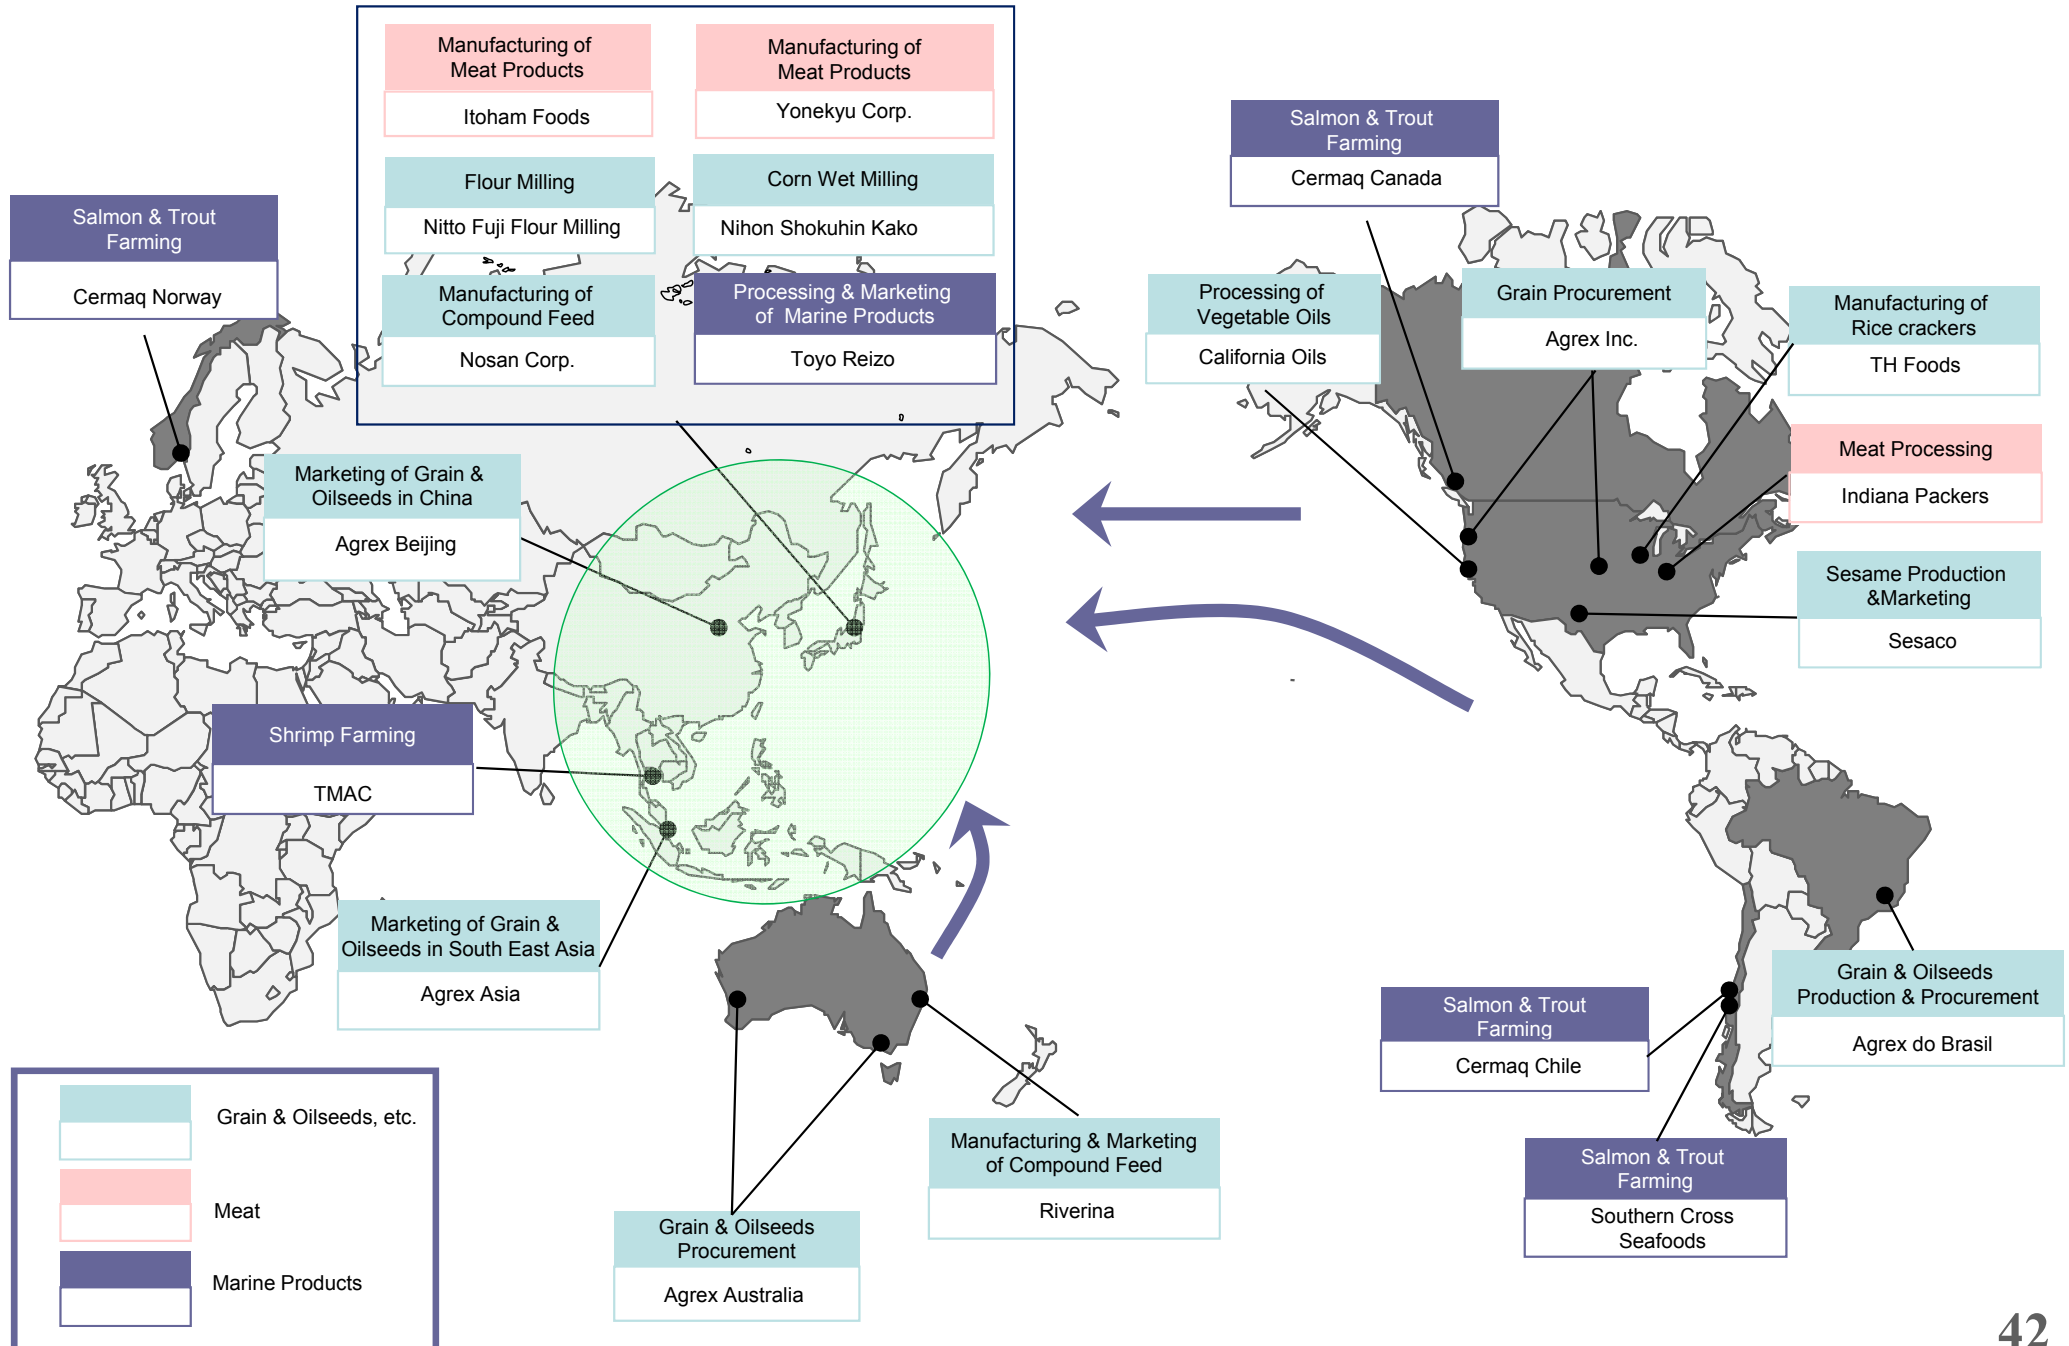 Manufacturing of
Meat Products
Itoham Foods
Manufacturing of
Meat Products
Yonekyu Corp.
Flour Milling
Nitto Fuji Flour Milling
Corn Wet Milling
Nihon Shokuhin Kako
Manufacturing of
Compound Feed
Nosan Corp.
Processing & Marketing
of Marine Products
Toyo Reizo
Salmon & Trout
Farming
Cermaq Norway
Salmon & Trout
Farming
Cermaq Canada
Processing of
Vegetable Oils
California Oils
Grain Procurement
Agrex Inc.
Manufacturing of
Rice crackers
TH Foods
Meat Processing
Indiana Packers
Sesame Production
&Marketing
Sesaco
Marketing of Grain &
Oilseeds in China
Agrex Beijing
Shrimp Farming
TMAC
Marketing of Grain &
Oilseeds in South East Asia
Agrex Asia
Grain & Oilseeds
Production & Procurement
Agrex do Brasil
Salmon & Trout
Farming
Cermaq Chile
Salmon & Trout
Farming
Southern Cross
Seafoods
Manufacturing & Marketing
of Compound Feed
Riverina
Grain & Oilseeds
Procurement
Agrex Australia
Grain & Oilseeds, etc.
Meat
Marine Products
42